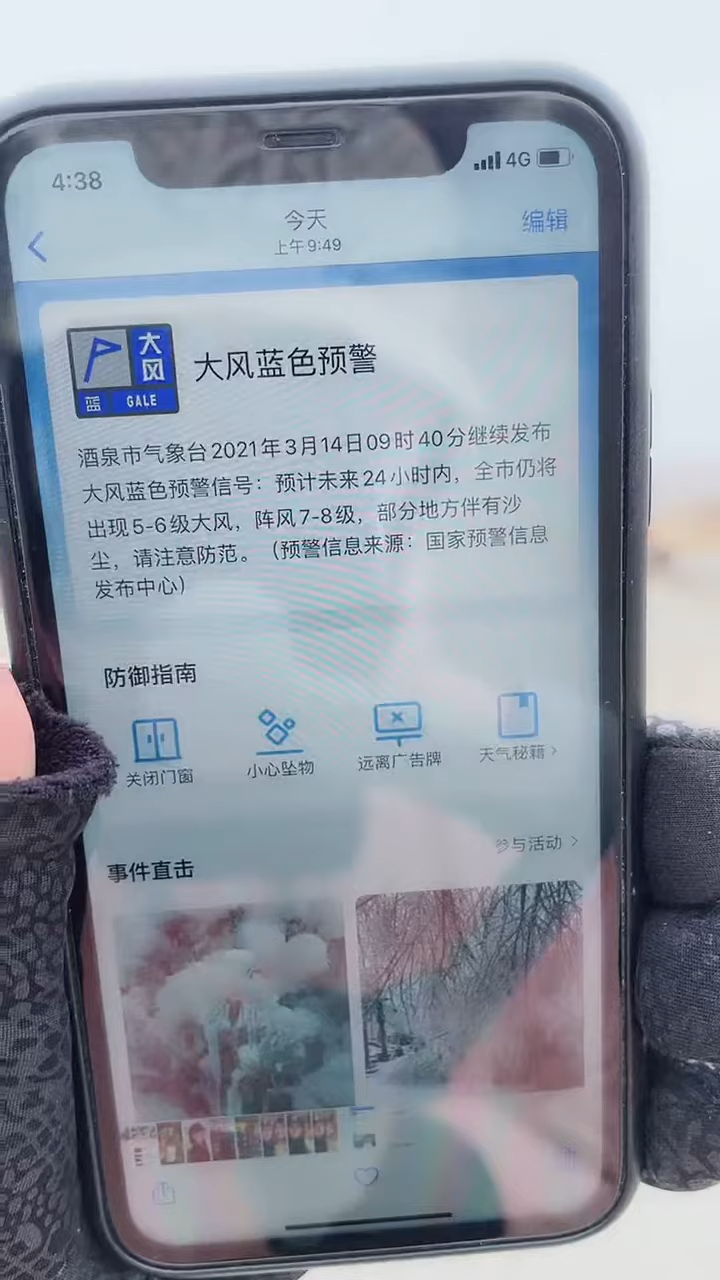 4:38
4G
今天
上午9:49
编辑
大风
蓝 GALE
大风蓝色预警
酒泉市气象台2021年3月14日09时40分继续发布
大风蓝色预警信号：预计未来24小时内，全市仍将
出现5-6级大风，阵风7-8级，部分地方伴有沙
尘，请注意防范。（预警信息来源：国家预警信息
发布中心）
防御指南
关闭门窗
小心坠物
远离广告牌
天气秘籍
参与活动
事件直击